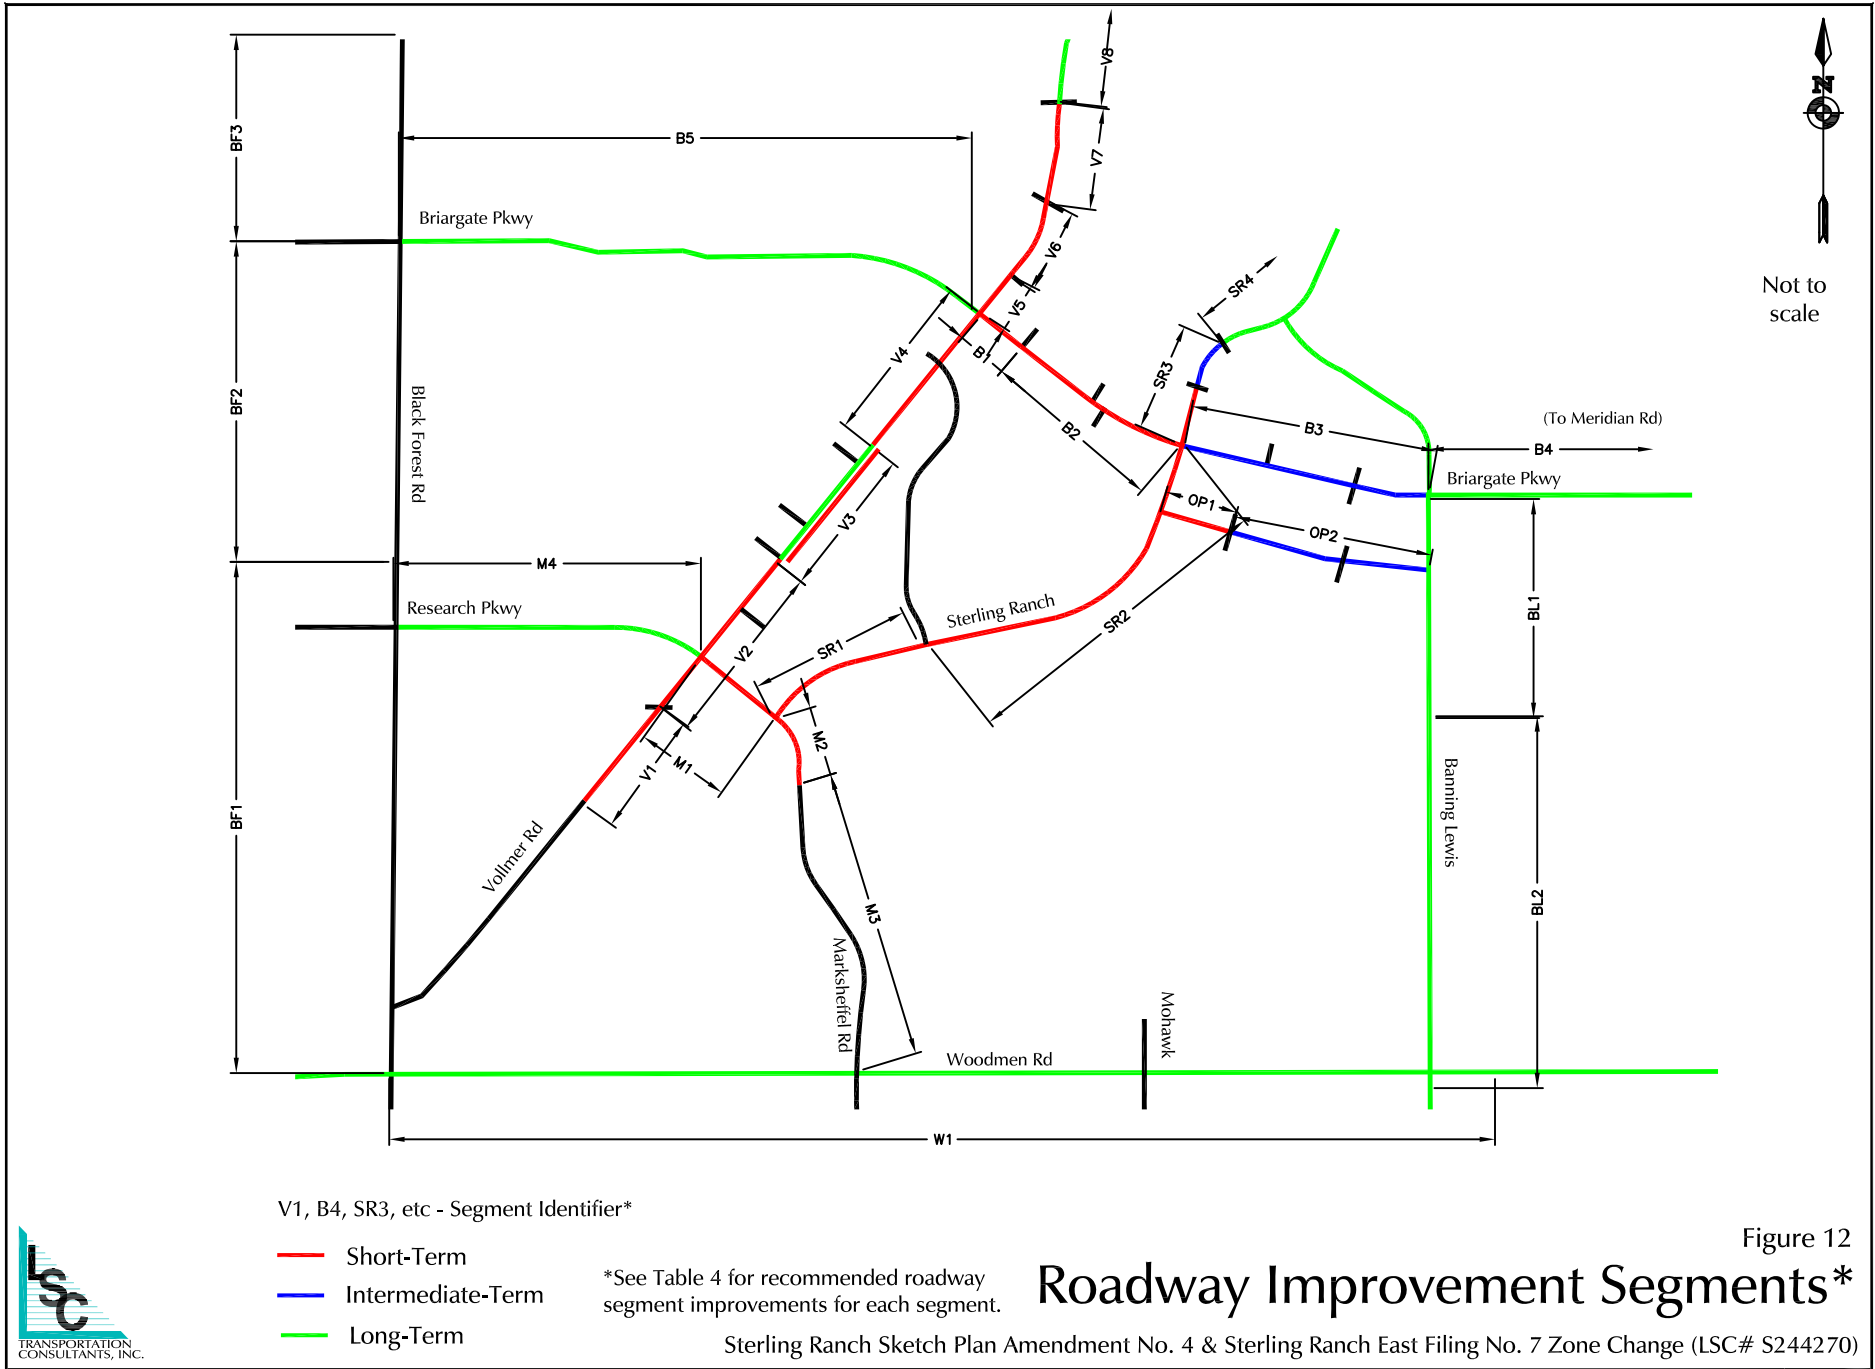 V8
N
BF3
B5
V7
Briargate Pkwy
V6
SR4
Not to
scale
V5
V4
B1
SR3
BF2
Black Forest Rd
B2
B3
(To Meridian Rd)
B4
Briargate Pkwy
OP1
V3
OP2
M4
Research Pkwy
Sterling Ranch
BL1
SR2
SR1
V2
M2
M1
V1
BF1
Vollmer Rd
Banning Lewis
BL2
M3
Marksheffel Rd
Mohawk
Woodmen Rd
W1
V1, B4, SR3, etc - Segment Identifier*
Short-Term
Intermediate-Term
Long-Term
*See Table 4 for recommended roadway
segment improvements for each segment.
Figure 12
Roadway Improvement Segments*
Sterling Ranch Sketch Plan Amendment No. 4 & Sterling Ranch East Filing No. 7 Zone Change (LSC# S244270)
LSC
TRANSPORTATION
CONSULTANTS, INC.